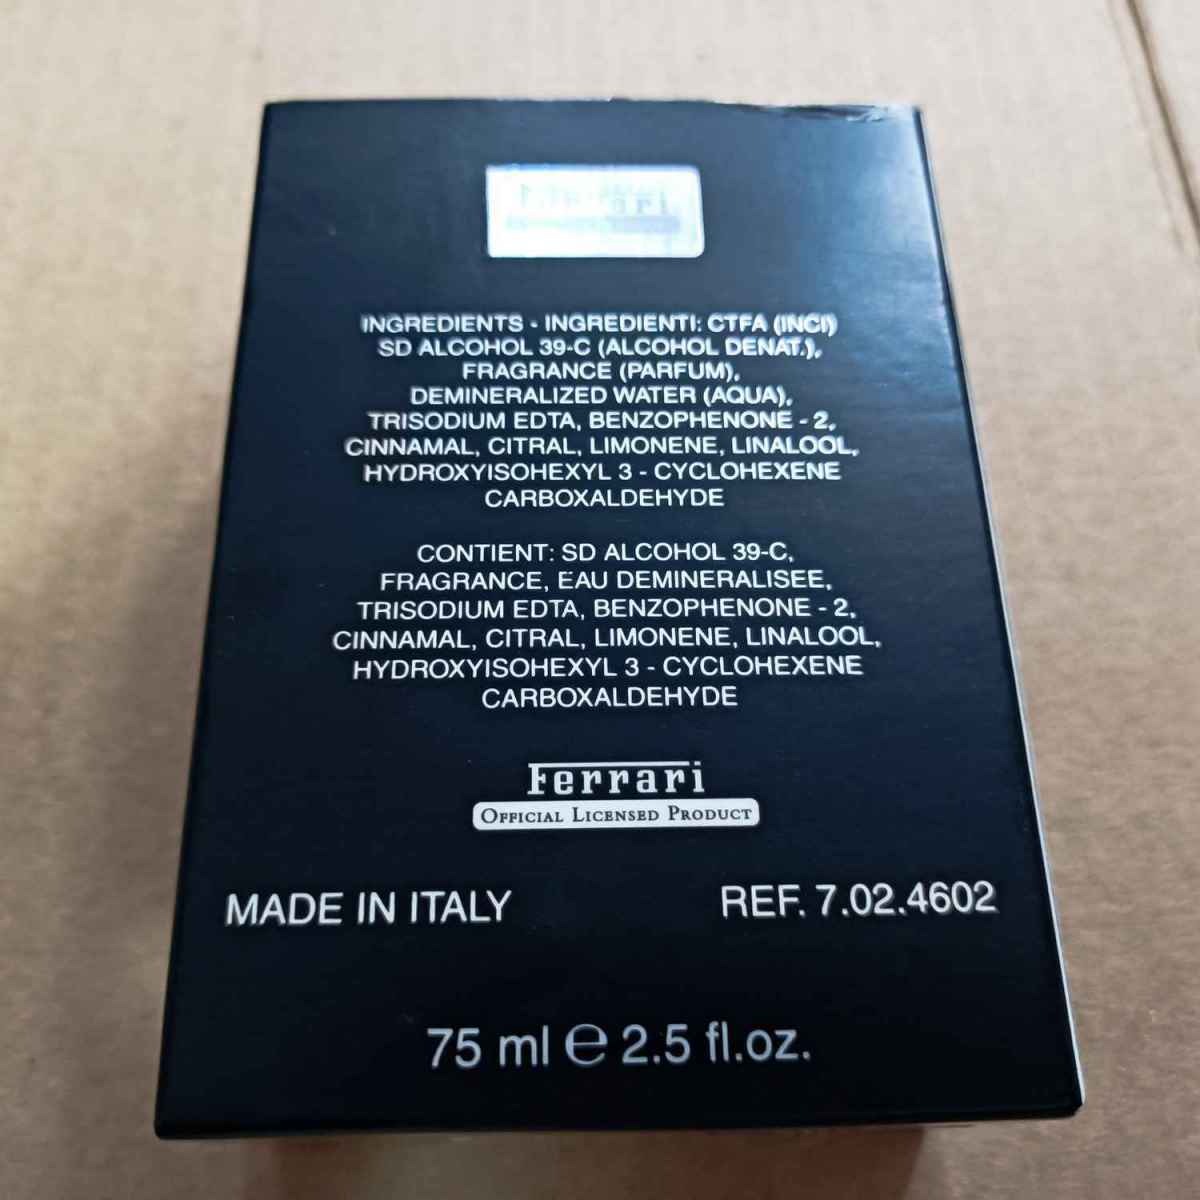 Ferrari
INGREDIENTS - INGREDIENTI: CTFA (INCI)
SD ALCOHOL 39-C (ALCOHOL DENAT.),
FRAGRANCE (PARFUM),
DEMINERALIZED WATER (AQUA),
TRISODIUM EDTA, BENZOPHENONE - 2,
CINNAMAL, CITRAL, LIMONENE, LINALOOL,
HYDROXYISOHEXYL 3 - CYCLOHEXENE
CARBOXALDEHYDE
CONTIENT: SD ALCOHOL 39-C,
FRAGRANCE, EAU DEMINERALISEE,
TRISODIUM EDTA, BENZOPHENONE - 2,
CINNAMAL, CITRAL, LIMONENE, LINALOOL,
HYDROXYISOHEXYL 3 - CYCLOHEXENE
CARBOXALDEHYDE
Ferrari
OFFICIAL LICENSED PRODUCT
MADE IN ITALY REF. 7.02.4602
75 ml e 2.5 fl.oz.